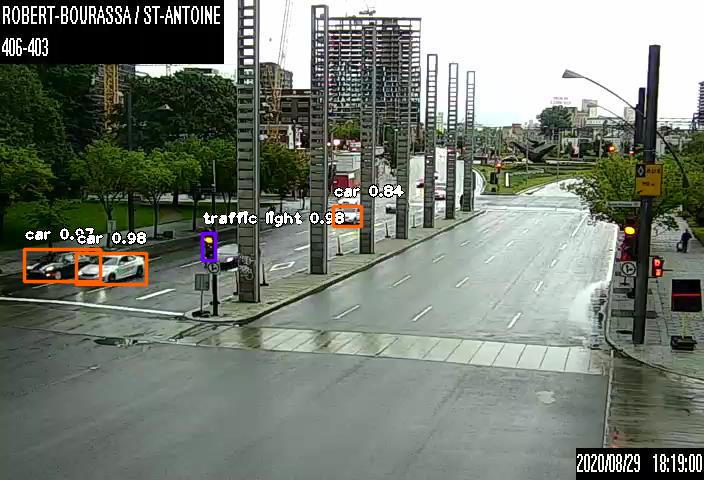 ROBERT-BOURASSA / ST-ANTOINE
406-403
car 0.84
traffic light 0.98
car 0.97
car 0.98
2020/08/29 18:19:00